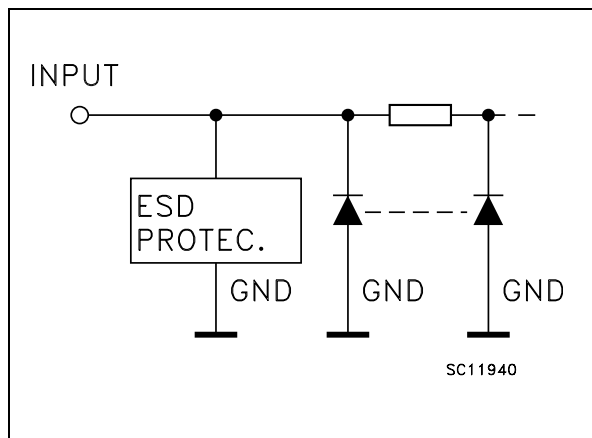 INPUT
ESD
PROTEC.
GND GND GND
SC11940